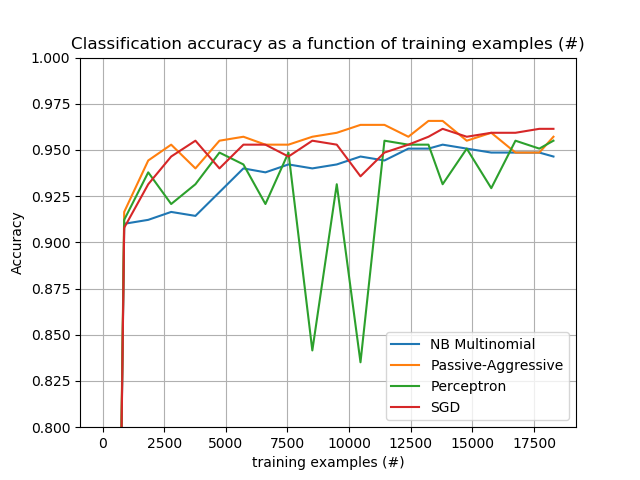 Classification accuracy as a function of training examples (#)
1.000
0.975
0.950
0.925
0.900
0.875
0.850
0.825
0.800
Accuracy
NB Multinomial
Passive-Aggressive
Perceptron
SGD
0 2500 5000 7500 10000 12500 15000 17500
training examples (#)